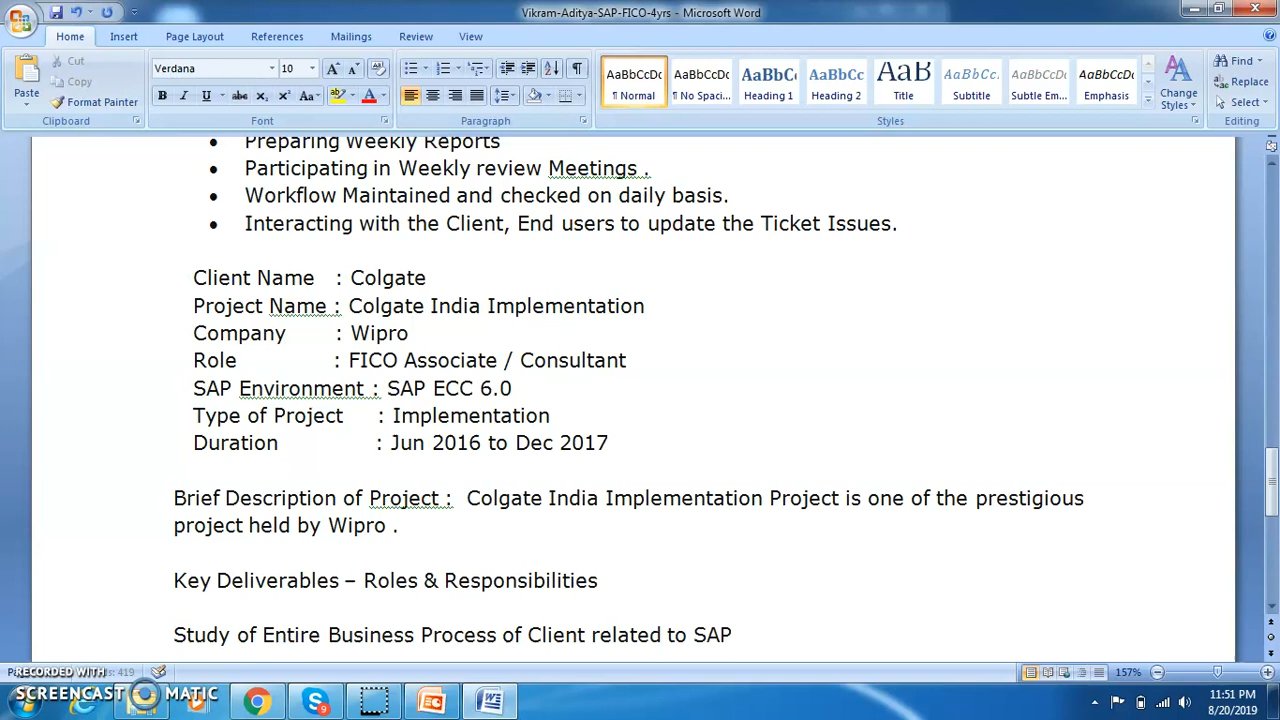 Vikram-Aditya-SAP-FICO-4yrs - Microsoft Word
Home Insert Page Layout References Mailings Review View
Paste
Cut
Copy
Format Painter
Clipboard
Verdana 10
Font
Paragraph
AaBbCcDc AaBbCcDc AaBbC AaBbCc AaB AaBbCc. AaBbCcDc AaBbCcDc
¶ Normal ¶ No Spaci... Heading 1 Heading 2 Title Subtitle Subtle Em... Emphasis
Change Styles
Styles
Find
Replace
Select
Editing
• Preparing Weekly Reports
• Participating in Weekly review Meetings .
• Workflow Maintained and checked on daily basis.
• Interacting with the Client, End users to update the Ticket Issues.
Client Name : Colgate
Project Name : Colgate India Implementation
Company : Wipro
Role : FICO Associate / Consultant
SAP Environment : SAP ECC 6.0
Type of Project : Implementation
Duration : Jun 2016 to Dec 2017
Brief Description of Project : Colgate India Implementation Project is one of the prestigious
project held by Wipro .
Key Deliverables – Roles & Responsibilities
Study of Entire Business Process of Client related to SAP
419
157%
RECORDED WITH
SCREENCAST MATIC
9
11:51 PM
8/20/2019